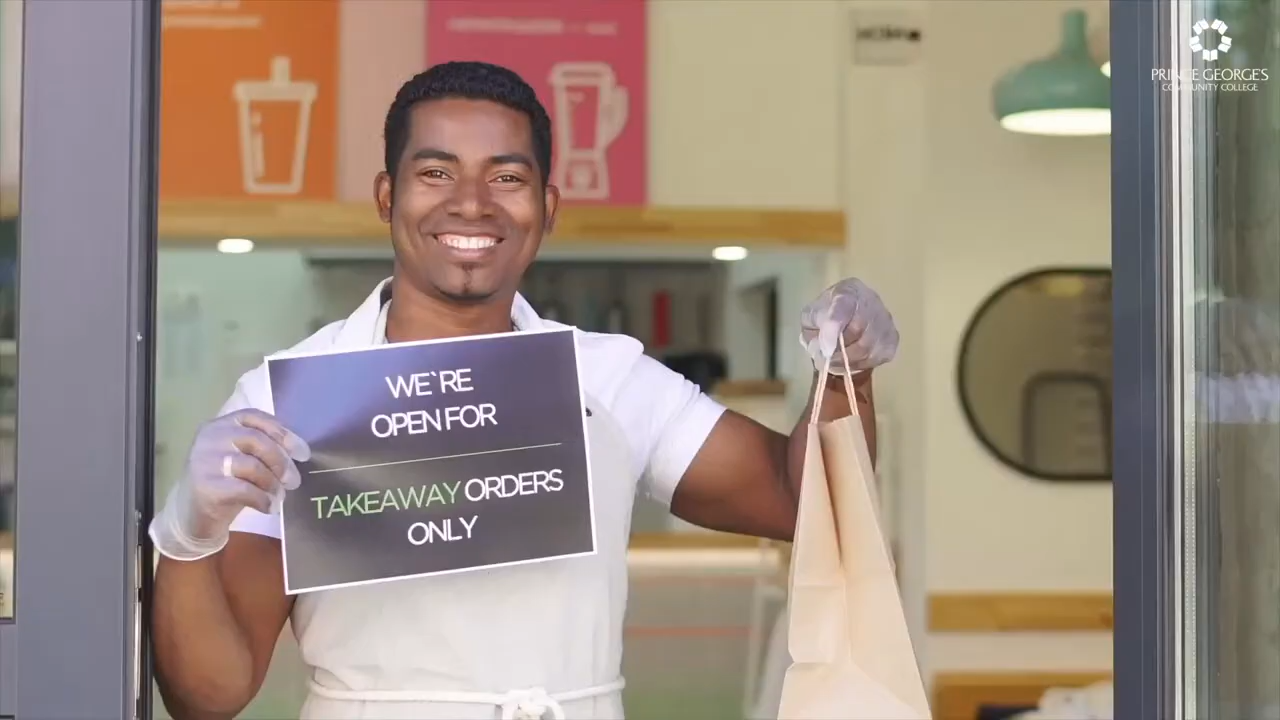 PRINCE GEORGES
COMMUNITY COLLEGE
WE`RE
OPEN FOR
TAKEAWAY ORDERS
ONLY